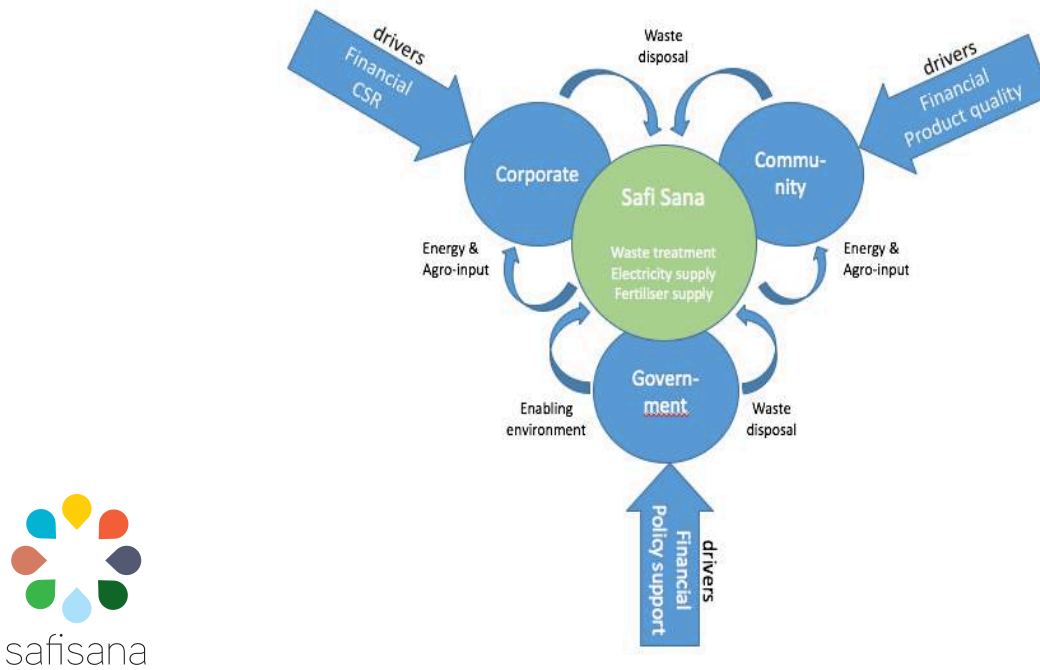 drivers
Financial
CSR
Waste
disposal
drivers
Financial
Product quality
Corporate
Commu-
nity
Safi Sana
Waste treatment
Electricity supply
Fertiliser supply
Energy &
Agro-input
Energy &
Agro-input
Govern-
ment
Enabling
environment
Waste
disposal
drivers
Financial
Policy support
safisana